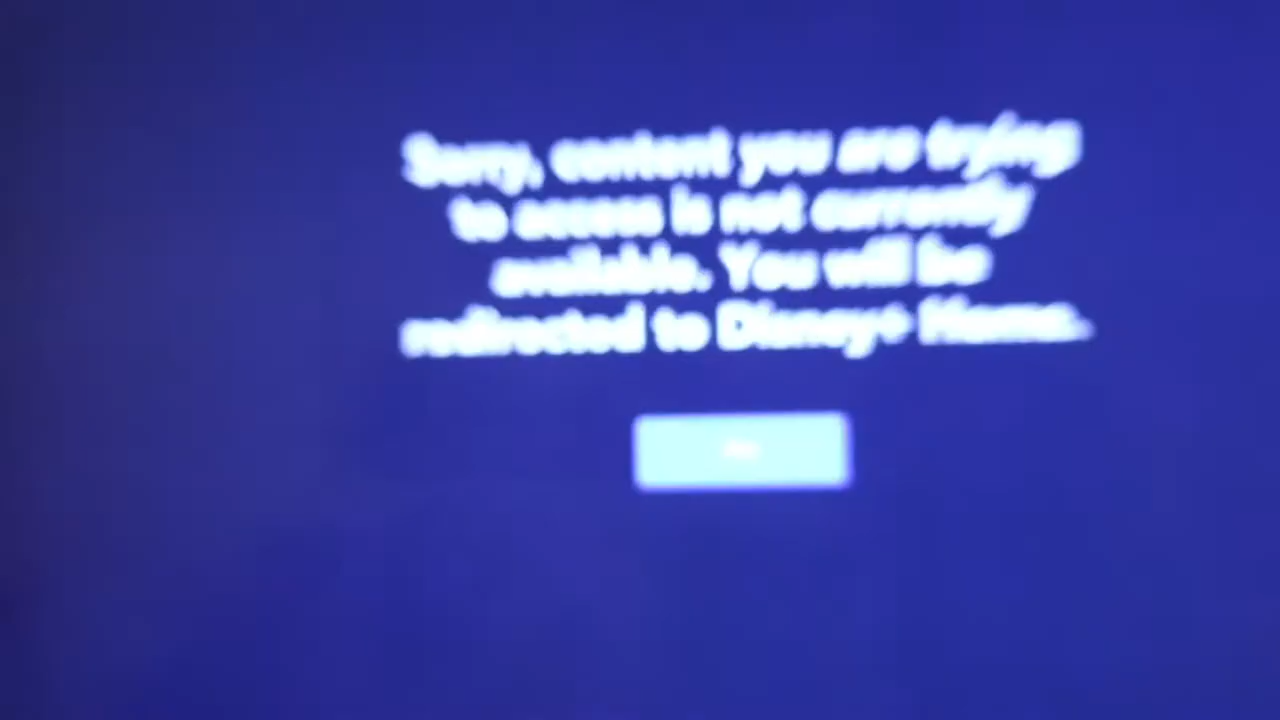 Sorry, content you are trying
to access is not currently
available. You will be
redirected to Disney+ Home.